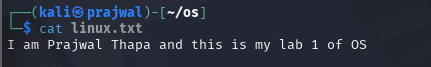 ┌──(kali㉿prajwal)-[~/os]
└─$ cat linux.txt
I am Prajwal Thapa and this is my lab 1 of OS